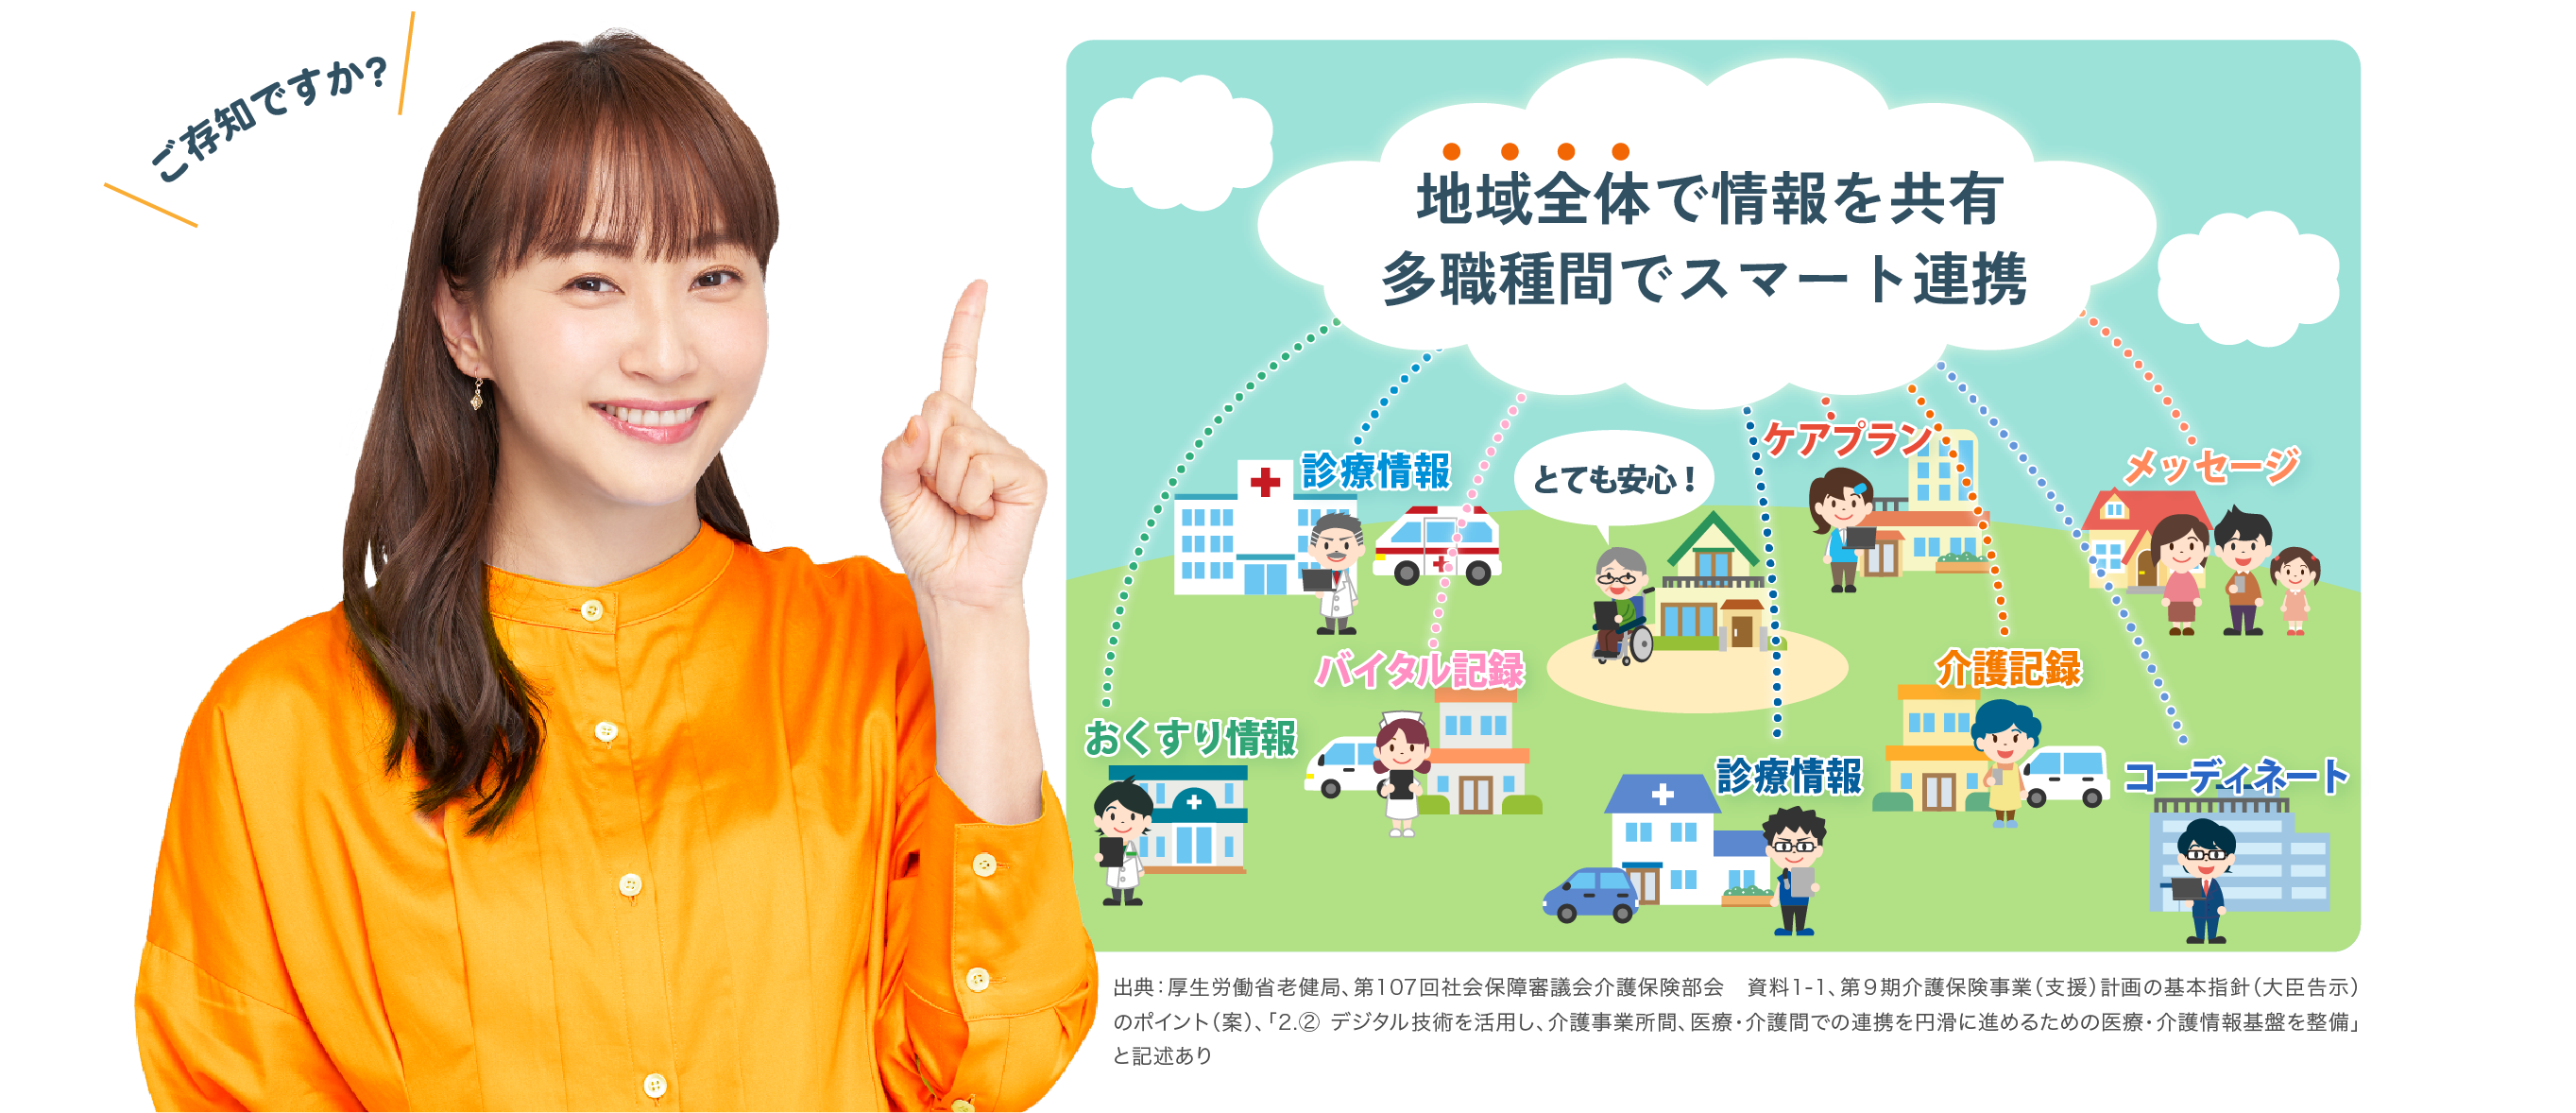 ご存知ですか?
地域全体で情報を共有
多職種間でスマート連携
ケアプラン
診療情報
とても安心！
メッセージ
バイタル記録
介護記録
おくすり情報
診療情報
コーディネート
出典：厚生労働省老健局、第107回社会保障審議会介護保険部会　資料1-1、第9期介護保険事業（支援）計画の基本指針（大臣告示）
のポイント（案）、「2.② デジタル技術を活用し、介護事業所間、医療・介護間での連携を円滑に進めるための医療・介護情報基盤を整備」
と記述あり